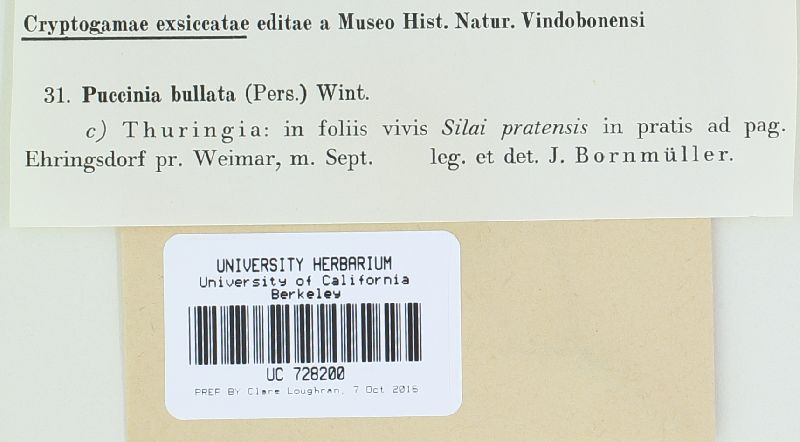 Cryptogamae exsiccatae editae a Museo Hist. Natur. Vindobonensi
31. Puccinia bullata (Pers.) Wint.
c) Thuringia: in foliis vivis Silai pratensis in pratis ad pag.
Ehringsdorf pr. Weimar, m. Sept. leg. et det. J. Bornmüller.
UNIVERSITY HERBARIUM
University of California
Berkeley
UC 728200
PREP BY Clare Loughran, 7 Oct 2016